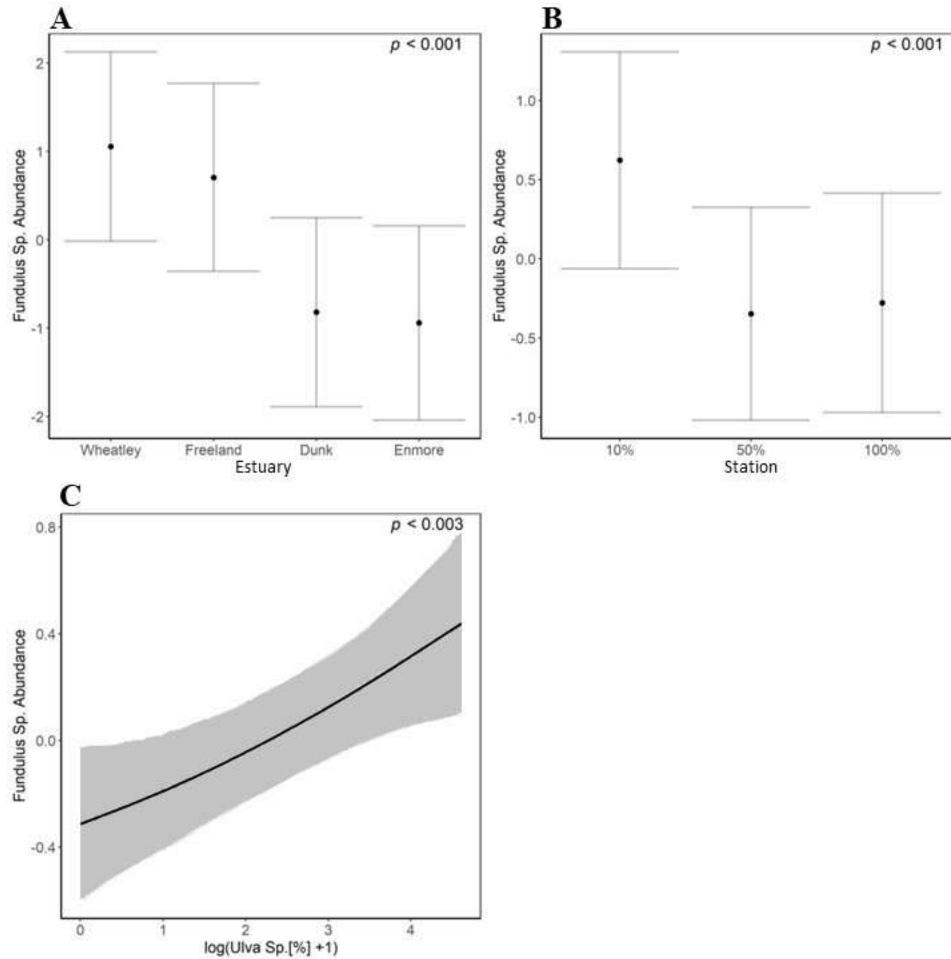 A
p < 0.001
Fundulus Sp. Abundance
2
1
0
-1
-2
Wheatley Freeland Dunk Enmore
Estuary
B
p < 0.001
Fundulus Sp. Abundance
1.0
0.5
0.0
-0.5
-1.0
10% 50% 100%
Station
C
p < 0.003
Fundulus Sp. Abundance
0.8
0.4
0.0
-0.4
0 1 2 3 4
log(Ulva Sp.[%] +1)